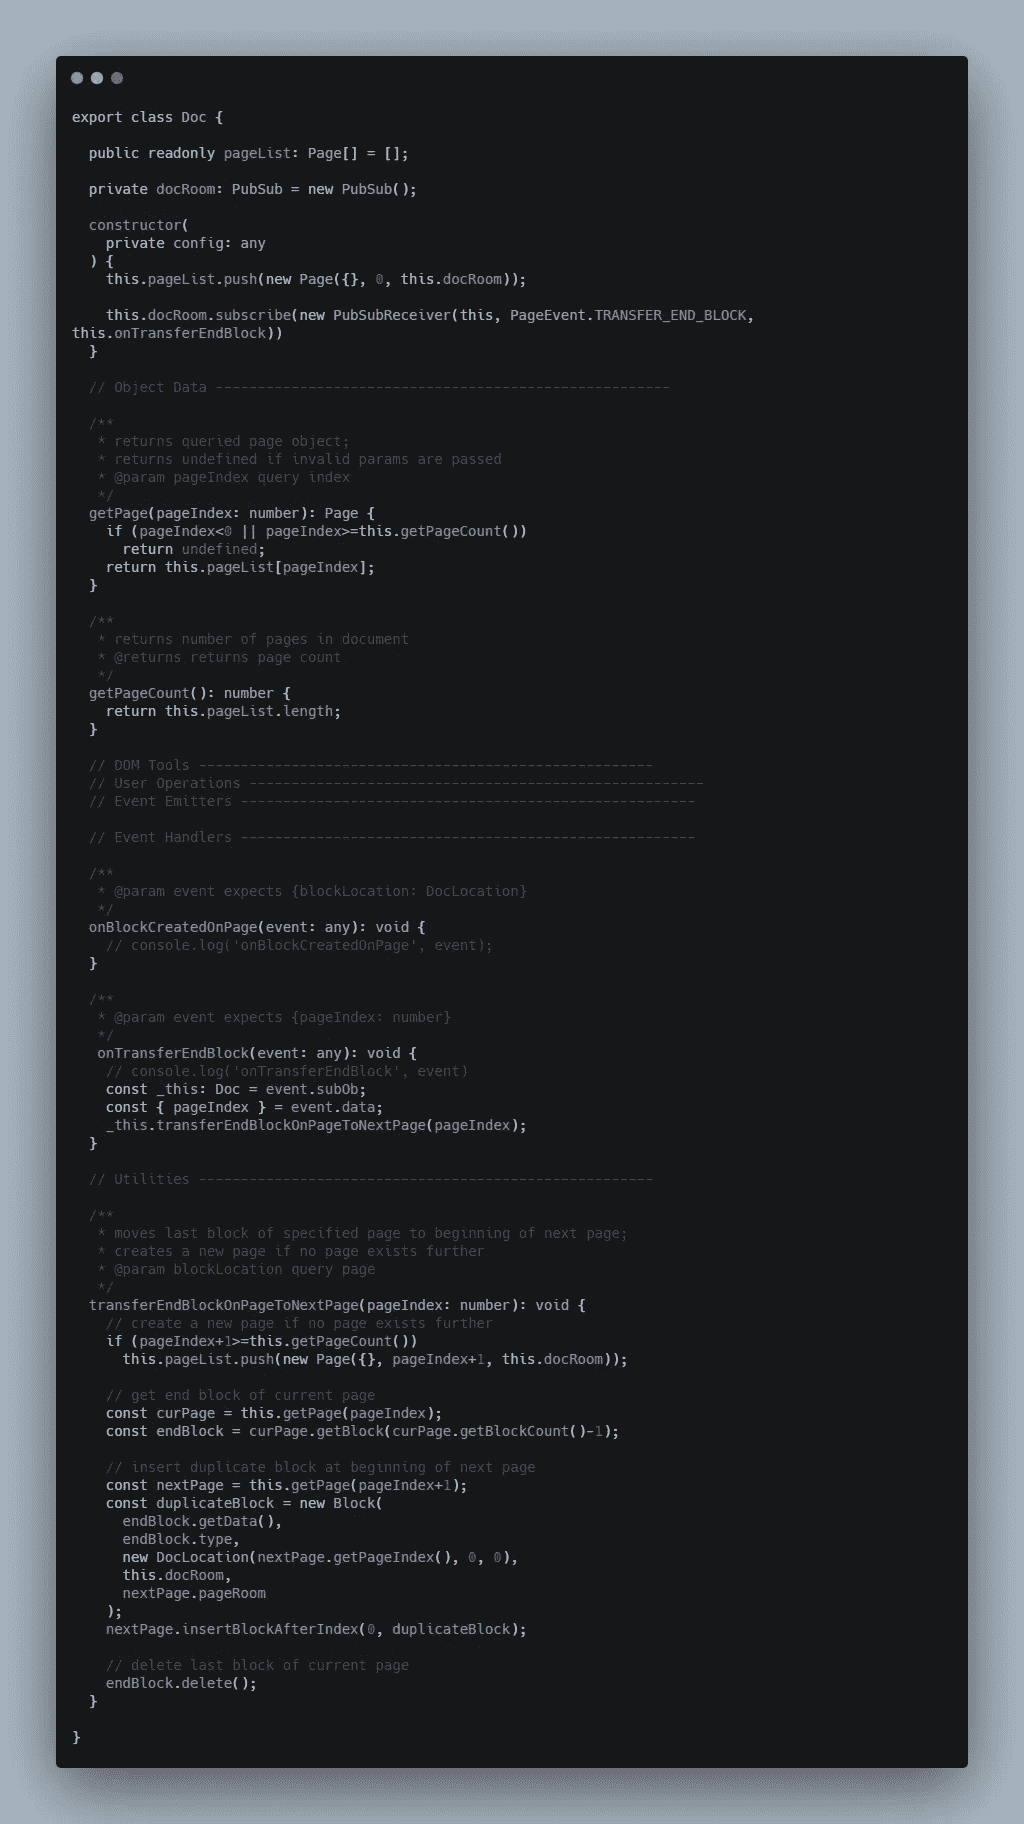 export class Doc {
public readonly pageList: Page[] = [];
private docRoom: PubSub = new PubSub();
constructor(
private config: any
) {
this.pageList.push(new Page({}, 0, this.docRoom));
this.docRoom.subscribe(new PubSubReceiver(this, PageEvent.TRANSFER_END_BLOCK,
this.onTransferEndBlock))
}
// Object Data ------------------------------------------------------
/**
* returns queried page object;
* returns undefined if invalid params are passed
* @param pageIndex query index
*/
getPage(pageIndex: number): Page {
if (pageIndex<0 || pageIndex>=this.getPageCount())
return undefined;
return this.pageList[pageIndex];
}
/**
* returns number of pages in document
* @returns returns page count
*/
getPageCount(): number {
return this.pageList.length;
}
// DOM Tools ------------------------------------------------------
// User Operations ------------------------------------------------------
// Event Emitters ------------------------------------------------------
// Event Handlers ------------------------------------------------------
/**
* @param event expects {blockLocation: DocLocation}
*/
onBlockCreatedOnPage(event: any): void {
// console.log('onBlockCreatedOnPage', event);
}
/**
* @param event expects {pageIndex: number}
*/
onTransferEndBlock(event: any): void {
// console.log('onTransferEndBlock', event)
const _this: Doc = event.subOb;
const { pageIndex } = event.data;
_this.transferEndBlockOnPageToNextPage(pageIndex);
}
// Utilities ------------------------------------------------------
/**
* moves last block of specified page to beginning of next page;
* creates a new page if no page exists further
* @param blockLocation query page
*/
transferEndBlockOnPageToNextPage(pageIndex: number): void {
// create a new page if no page exists further
if (pageIndex+1>=this.getPageCount())
this.pageList.push(new Page({}, pageIndex+1, this.docRoom));
// get end block of current page
const curPage = this.getPage(pageIndex);
const endBlock = curPage.getBlock(curPage.getBlockCount()-1);
// insert duplicate block at beginning of next page
const nextPage = this.getPage(pageIndex+1);
const duplicateBlock = new Block(
endBlock.getData(),
endBlock.type,
new DocLocation(nextPage.getPageIndex(), 0, 0),
this.docRoom,
nextPage.pageRoom
);
nextPage.insertBlockAfterIndex(0, duplicateBlock);
// delete last block of current page
endBlock.delete();
}
}